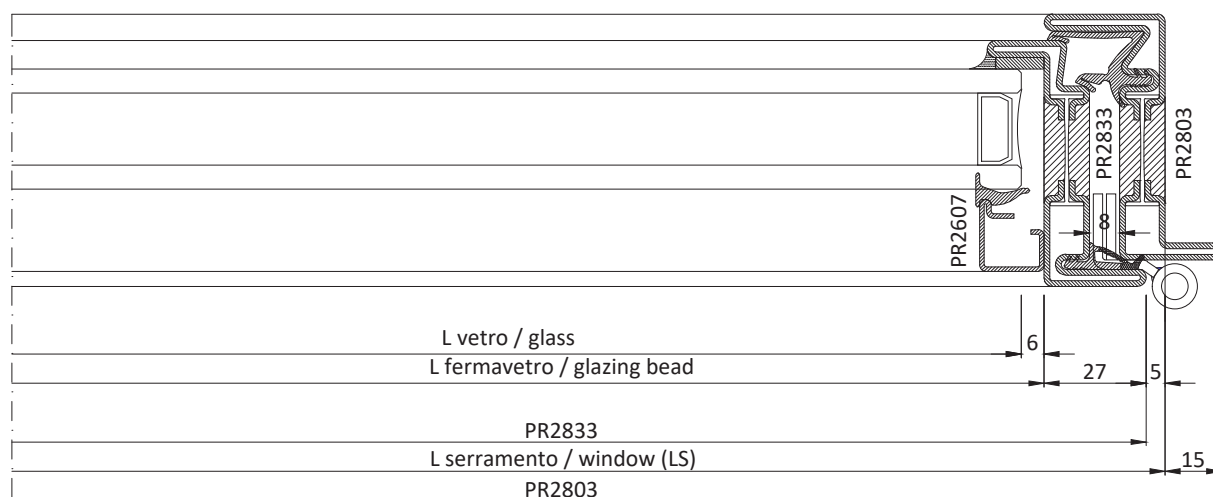 PR2833
PR2803
PR2607
8
L vetro / glass
6
L fermavetro / glazing bead
27
5
PR2833
L serramento / window (LS)
15
PR2803